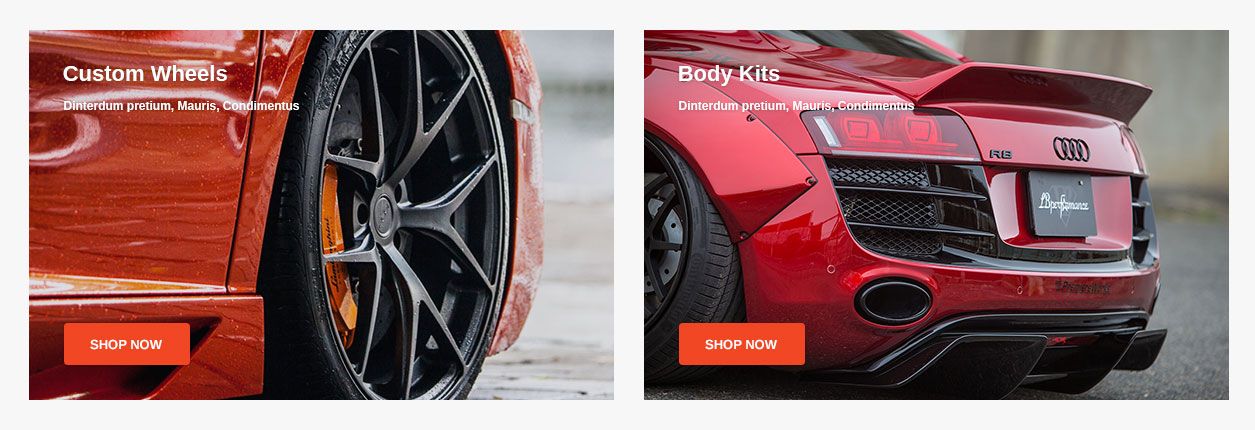 Custom Wheels
Dinterdum pretium, Mauris, Condimentus
SHOP NOW
Body Kits
Dinterdum pretium, Mauris, Condimentus
R8
LB performance
SHOP NOW